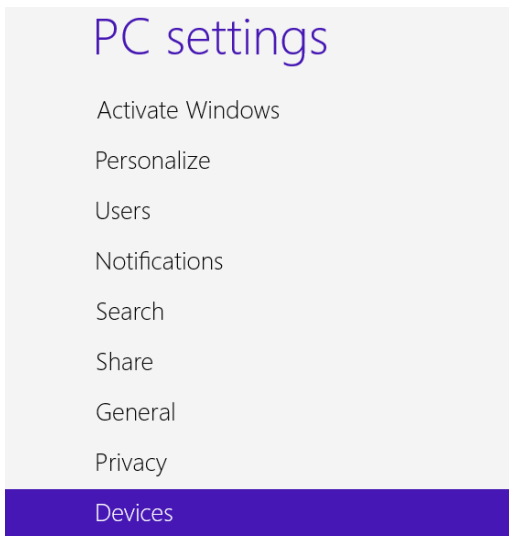 PC settings
Activate Windows
Personalize
Users
Notifications
Search
Share
General
Privacy
Devices